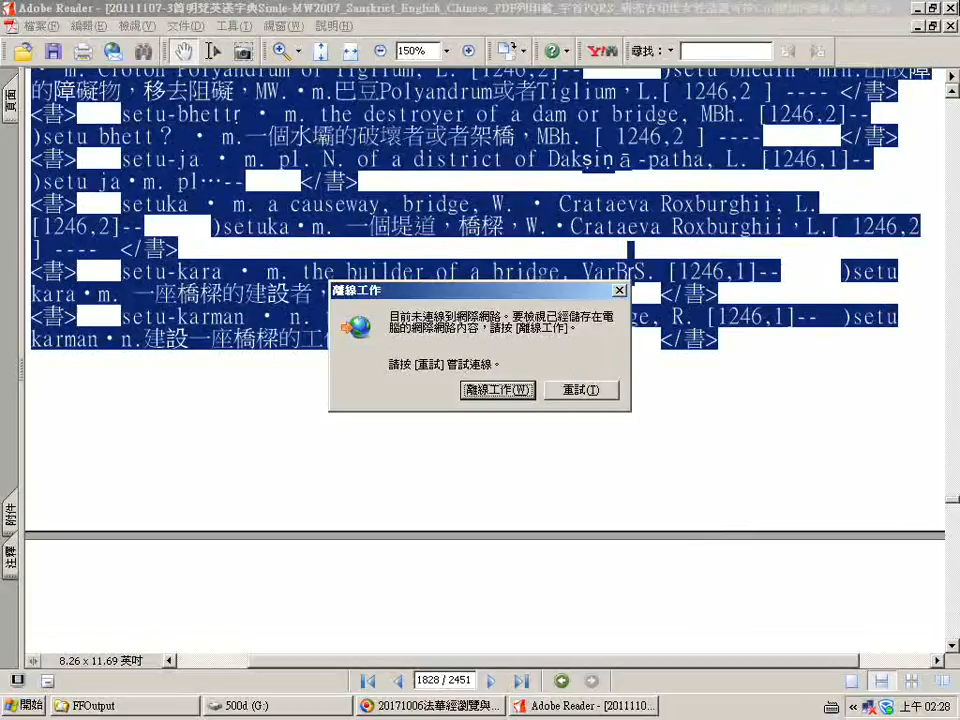 Adobe Reader - [20111107-3首明梵英漢字典Simle-MW2007_Sanskrit_English_Chinese_PDF列印報_字首PQRS_
檔案(F) 編輯(E) 檢視(V) 文件(D) 工具(T) 視窗(W) 說明(H)
150% Y! 尋找:
的障礙物，移去阻礙，MW.・m.巴豆Polyandrum或者Tiglium，L.[ 1246,2 ] ---- </書>
<書> setu-bhettṛ ・ m. the destroyer of a dam or bridge, MBh. [1246,2]--
)setu bhett？・m.一個水壩的破壞者或者架橋，MBh. [ 1246,2 ] ---- </書>
<書> setu-ja ・ m. pl. N. of a district of Dakṣiṇā-patha, L. [1246,1]--
)setu ja・m. pl…-- </書>
<書> setuka ・ m. a causeway, bridge, W. ・ Crataeva Roxburghii, L.
[1246,2]-- )setuka・m. 一個堤道，橋樑，W.・Crataeva Roxburghii，L.[ 1246,2
] ---- </書>
<書> setu-kara ・ m. the builder of a bridge, VarBṛS. [1246,1]-- )setu
kara・m. 一座橋樑的建設者， </書>
<書> setu-karman ・ n. ge, R. [1246,1]-- )setu
karman・n.建設一座橋樑的工 </書>
離線工作
目前未連線到網際網路。要檢視已經儲存在電
腦的網際網路內容，請按 [離線工作]。
請按 [重試] 嘗試連線。
離線工作(W) 重試(T)
頁面
附件
注釋
8.26 x 11.69 英吋
1828 / 2451
開始 FFOutput 500d (G:) 20171006法華經瀏覽與... Adobe Reader - [2011110... 上午 02:28